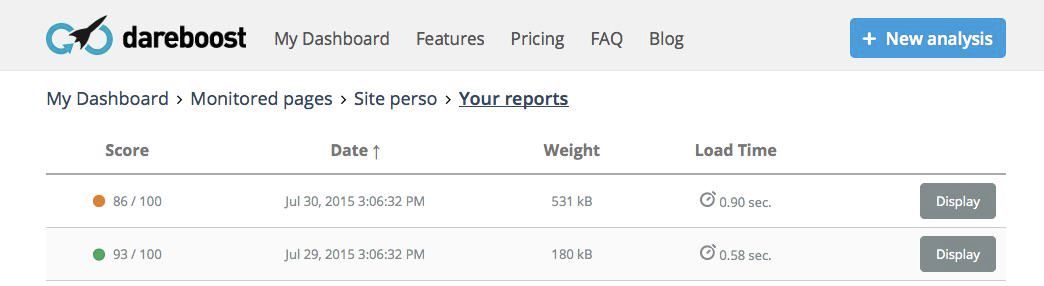 dareboost My Dashboard Features Pricing FAQ Blog + New analysis
My Dashboard › Monitored pages › Site perso › Your reports
Score Date ↑ Weight Load Time
86 / 100 Jul 30, 2015 3:06:32 PM 531 kB 0.90 sec. Display
93 / 100 Jul 29, 2015 3:06:32 PM 180 kB 0.58 sec. Display